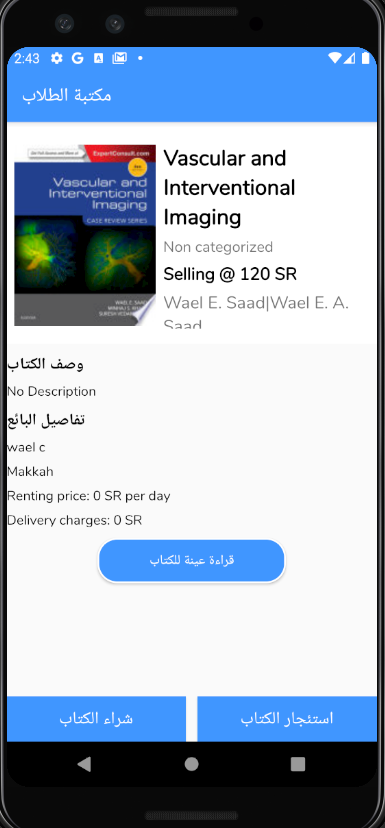 2:43
مكتبة الطلاب
ExpertConsult.com
Vascular and
Interventional
Imaging
CASE REVIEW SERIES
WAEL E. SAAD
Vascular and
Interventional
Imaging
Non categorized
Selling @ 120 SR
Wael E. Saad|Wael E. A.
Saad
وصف الكتاب
No Description
تفاصيل البائع
wael c
Makkah
Renting price: 0 SR per day
Delivery charges: 0 SR
قراءة عينة للكتاب
شراء الكتاب
استئجار الكتاب